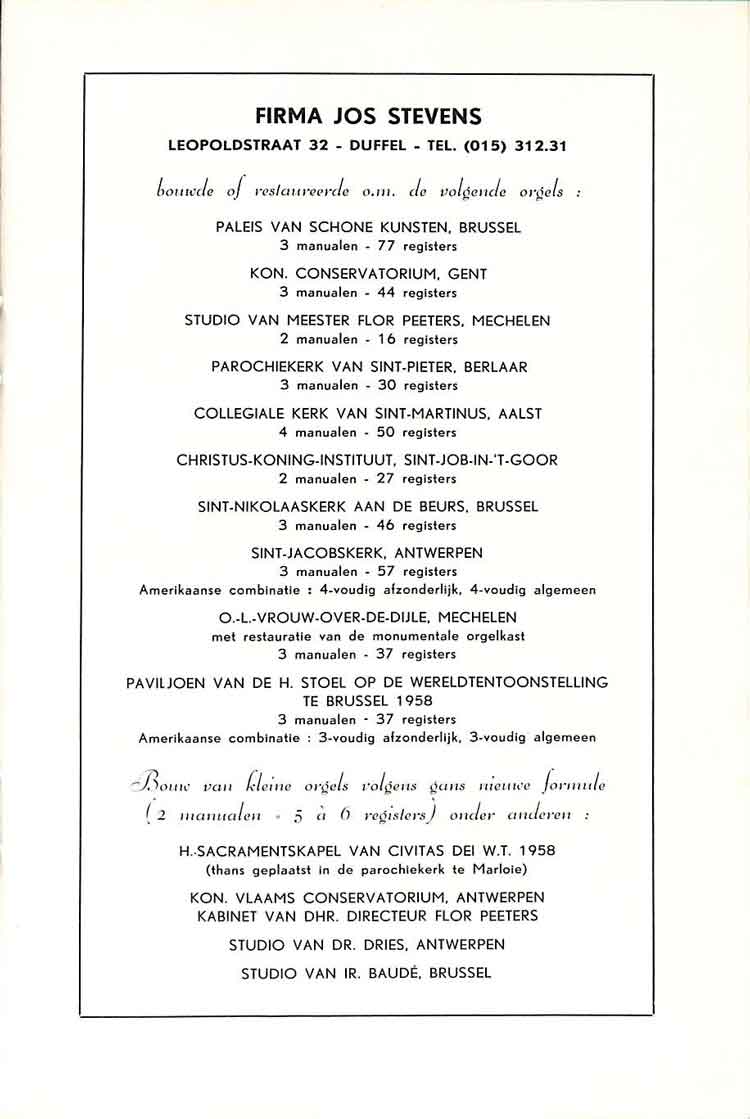 FIRMA JOS STEVENS
LEOPOLDSTRAAT 32 - DUFFEL - TEL. (015) 312.31
bouwde of restaureerde o.m. de volgende orgels :
PALEIS VAN SCHONE KUNSTEN, BRUSSEL
3 manualen - 77 registers
KON. CONSERVATORIUM, GENT
3 manualen - 44 registers
STUDIO VAN MEESTER FLOR PEETERS, MECHELEN
2 manualen - 16 registers
PAROCHIEKERK VAN SINT-PIETER, BERLAAR
3 manualen - 30 registers
COLLEGIALE KERK VAN SINT-MARTINUS, AALST
4 manualen - 50 registers
CHRISTUS-KONING-INSTITUUT, SINT-JOB-IN-'T-GOOR
2 manualen - 27 registers
SINT-NIKOLAASKERK AAN DE BEURS, BRUSSEL
3 manualen - 46 registers
SINT-JACOBSKERK, ANTWERPEN
3 manualen - 57 registers
Amerikaanse combinatie : 4-voudig afzonderlijk, 4-voudig algemeen
O.-L.-VROUW-OVER-DE-DIJLE, MECHELEN
met restauratie van de monumentale orgelkast
3 manualen - 37 registers
PAVILJOEN VAN DE H. STOEL OP DE WERELDTENTOONSTELLING
TE BRUSSEL 1958
3 manualen - 37 registers
Amerikaanse combinatie : 3-voudig afzonderlijk, 3-voudig algemeen
Bouw van kleine orgels volgens gans nieuwe formule
(2 manualen - 5 à 6 registers) onder anderen :
H.-SACRAMENTSKAPEL VAN CIVITAS DEI W.T. 1958
(thans geplaatst in de parochiekerk te Marloie)
KON. VLAAMS CONSERVATORIUM, ANTWERPEN
KABINET VAN DHR. DIRECTEUR FLOR PEETERS
STUDIO VAN DR. DRIES, ANTWERPEN
STUDIO VAN IR. BAUDÉ, BRUSSEL